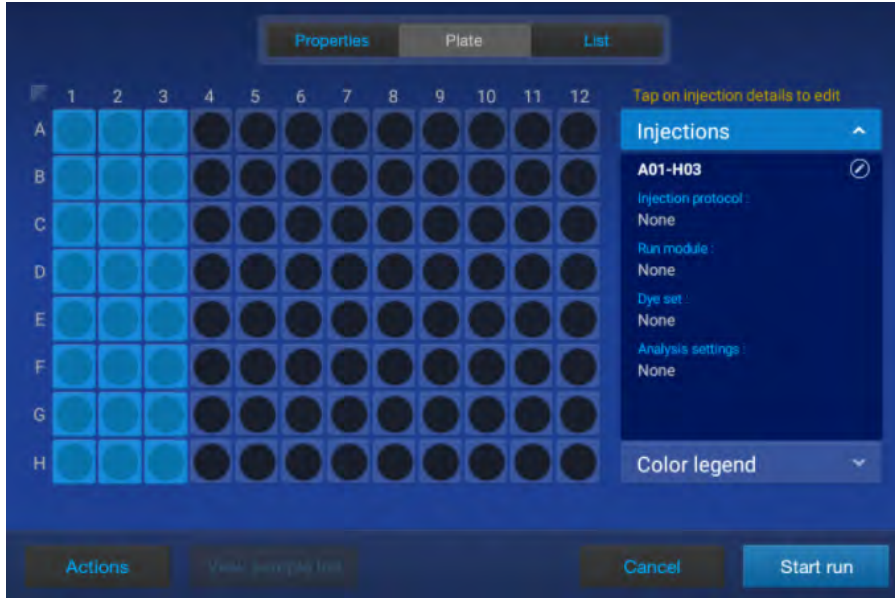 Properties Plate List
1 2 3 4 5 6 7 8 9 10 11 12
Tap on injection details to edit
A
B
C
D
E
F
G
H
Injections
A01-H03
Injection protocol :
None
Run module :
None
Dye set :
None
Analysis settings :
None
Color legend
Actions
View sample list
Cancel
Start run